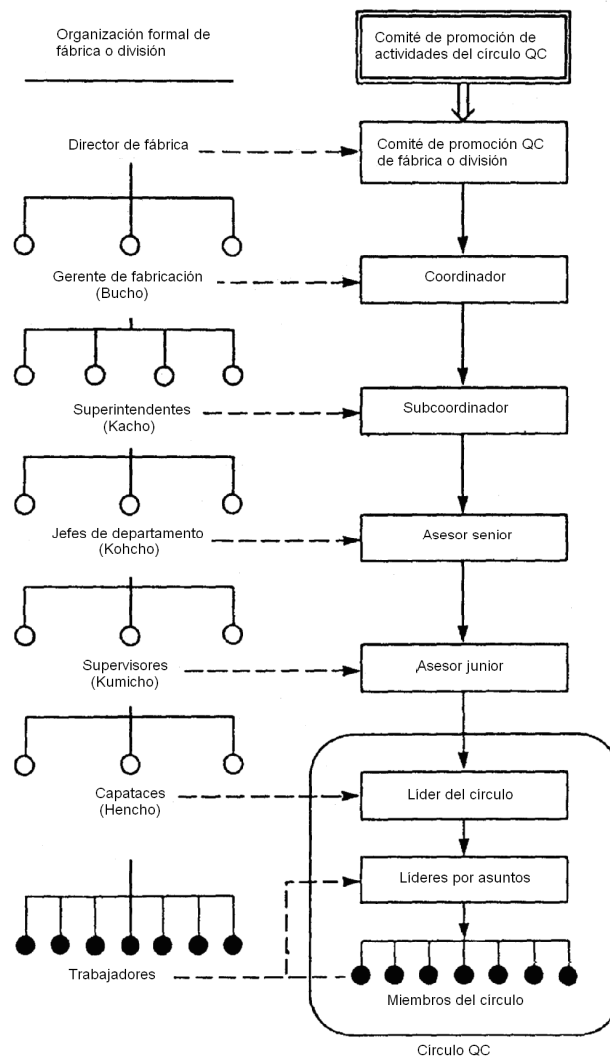 Organización formal de
fábrica o división
Comité de promoción de
actividades del círculo QC
Director de fábrica
Comité de promoción QC
de fábrica o división
Gerente de fabricación
(Bucho)
Coordinador
Superintendentes
(Kacho)
Subcoordinador
Jefes de departamento
(Kohcho)
Asesor senior
Supervisores
(Kumicho)
Asesor junior
Capataces
(Hencho)
Lider del circulo
Lideres por asuntos
Trabajadores
Miembros del circulo
Circulo QC